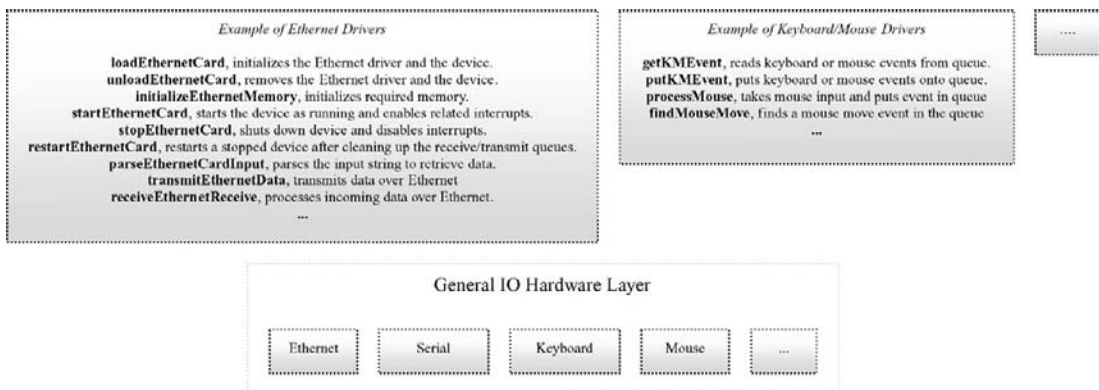 Example of Ethernet Drivers
loadEthernetCard, initializes the Ethernet driver and the device.
unloadEthernetCard, removes the Ethernet driver and the device.
initializeEthernetMemory, initializes required memory.
startEthernetCard, starts the device as running and enables related interrupts.
stopEthernetCard, shuts down device and disables interrupts.
restartEthernetCard, restarts a stopped device after cleaning up the receive/transmit queues.
parseEthernetCardInput, parses the input string to retrieve data.
transmitEthernetData, transmits data over Ethernet
receiveEthernetReceive, processes incoming data over Ethernet.
...
Example of Keyboard/Mouse Drivers
getKMEvent, reads keyboard or mouse events from queue.
putKMEvent, puts keyboard or mouse events onto queue.
processMouse, takes mouse input and puts event in queue
findMouseMove, finds a mouse move event in the queue
...
....
General IO Hardware Layer
Ethernet
Serial
Keyboard
Mouse
...